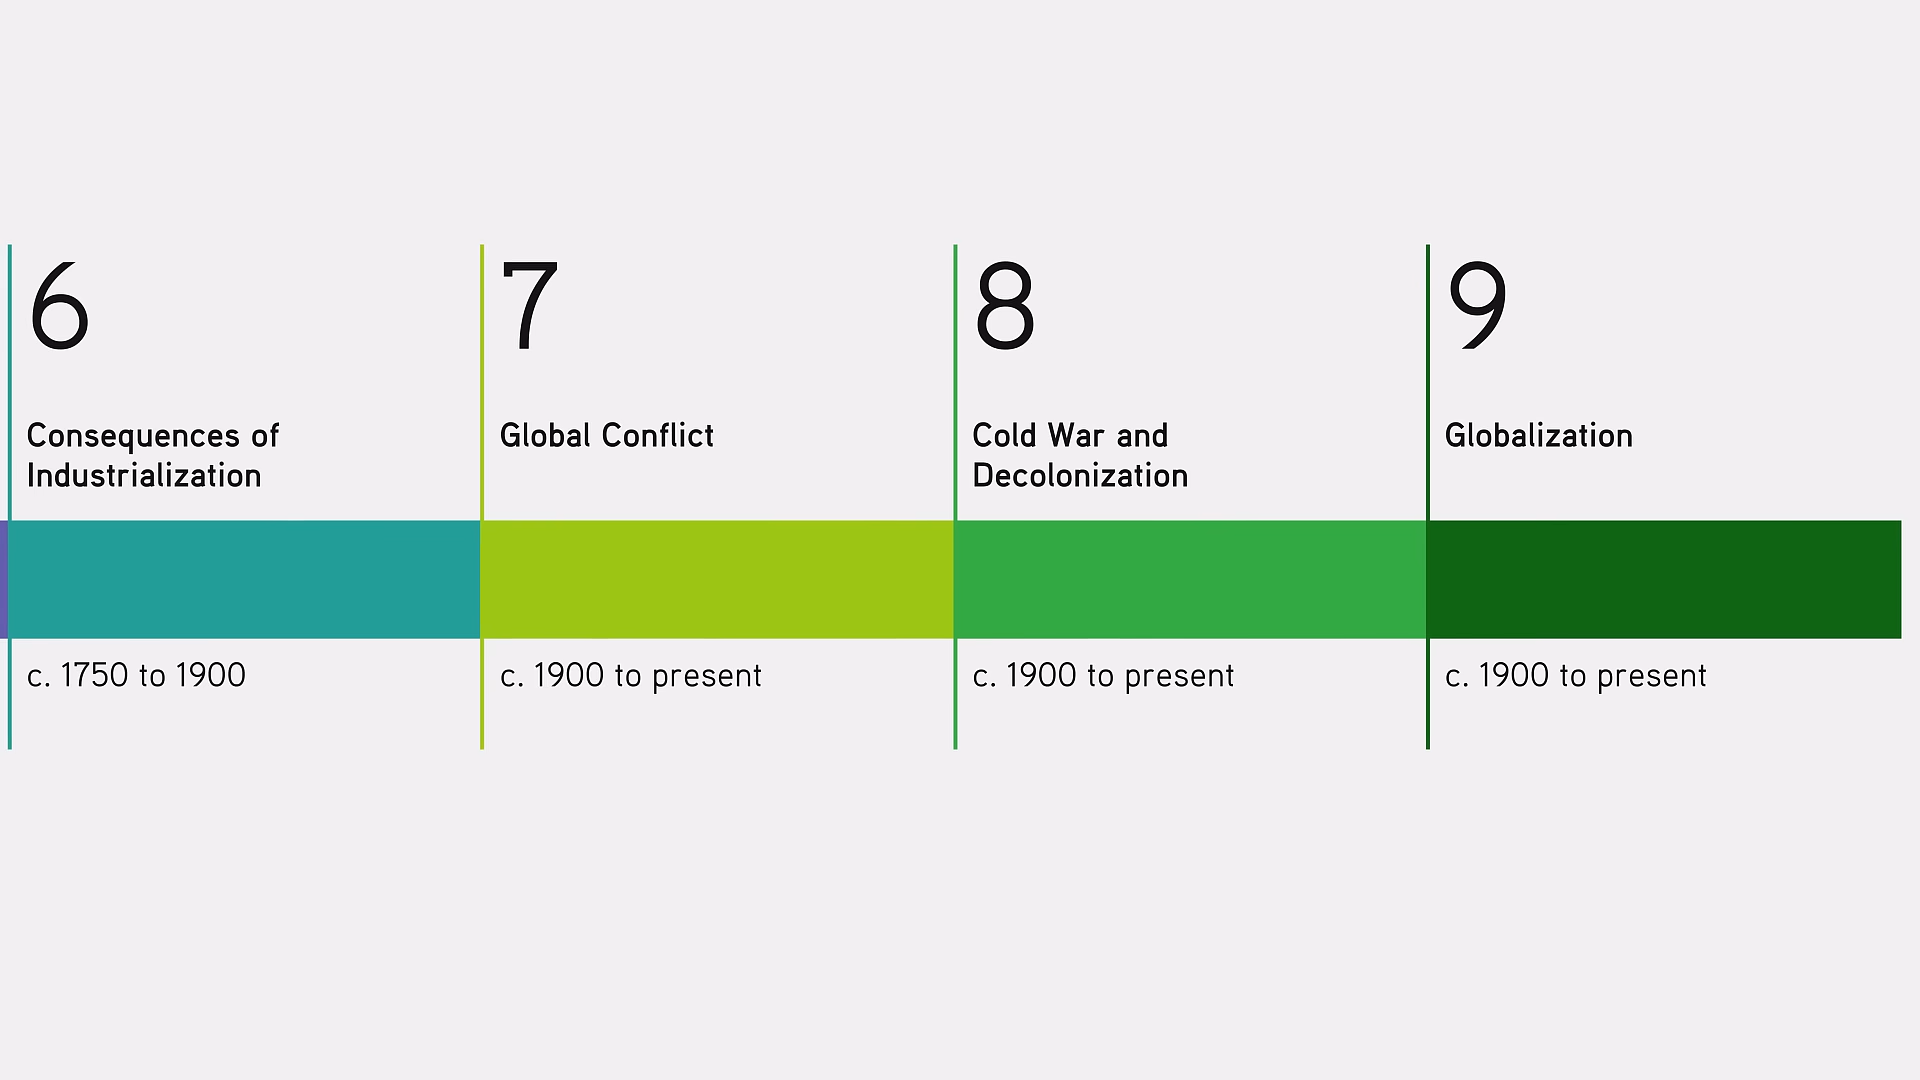 6
Consequences of
Industrialization
c. 1750 to 1900
7
Global Conflict
c. 1900 to present
8
Cold War and
Decolonization
c. 1900 to present
9
Globalization
c. 1900 to present